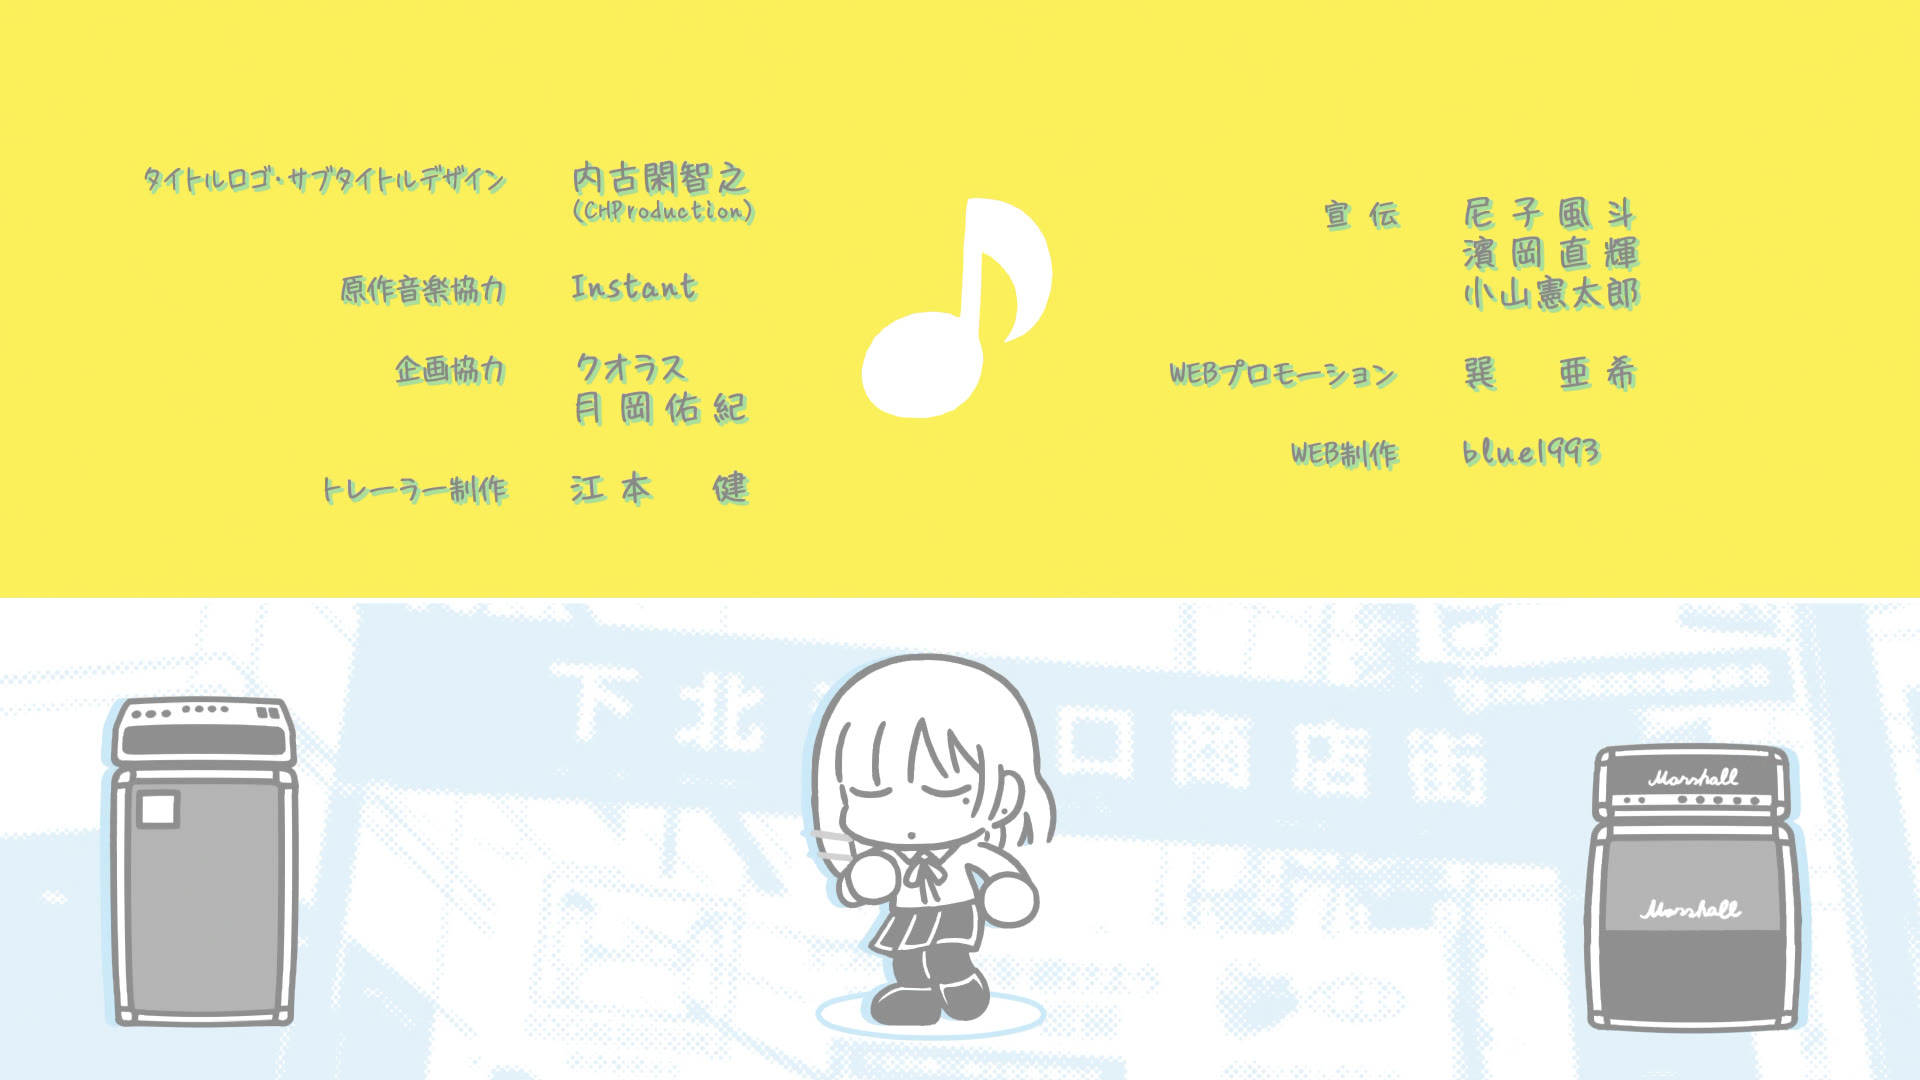 タイトルロゴ・サブタイトルデザイン 内古閑智之
(CHProduction)
原作音楽協力 Instant
企画協力 クオラス
月岡佑紀
トレーラー制作 江本 健
宣伝 尼子風斗
濱岡直輝
小山憲太郎
WEBプロモーション 巽 亜希
WEB制作 blue1993
下北 口商店街
Marshall
Marshall